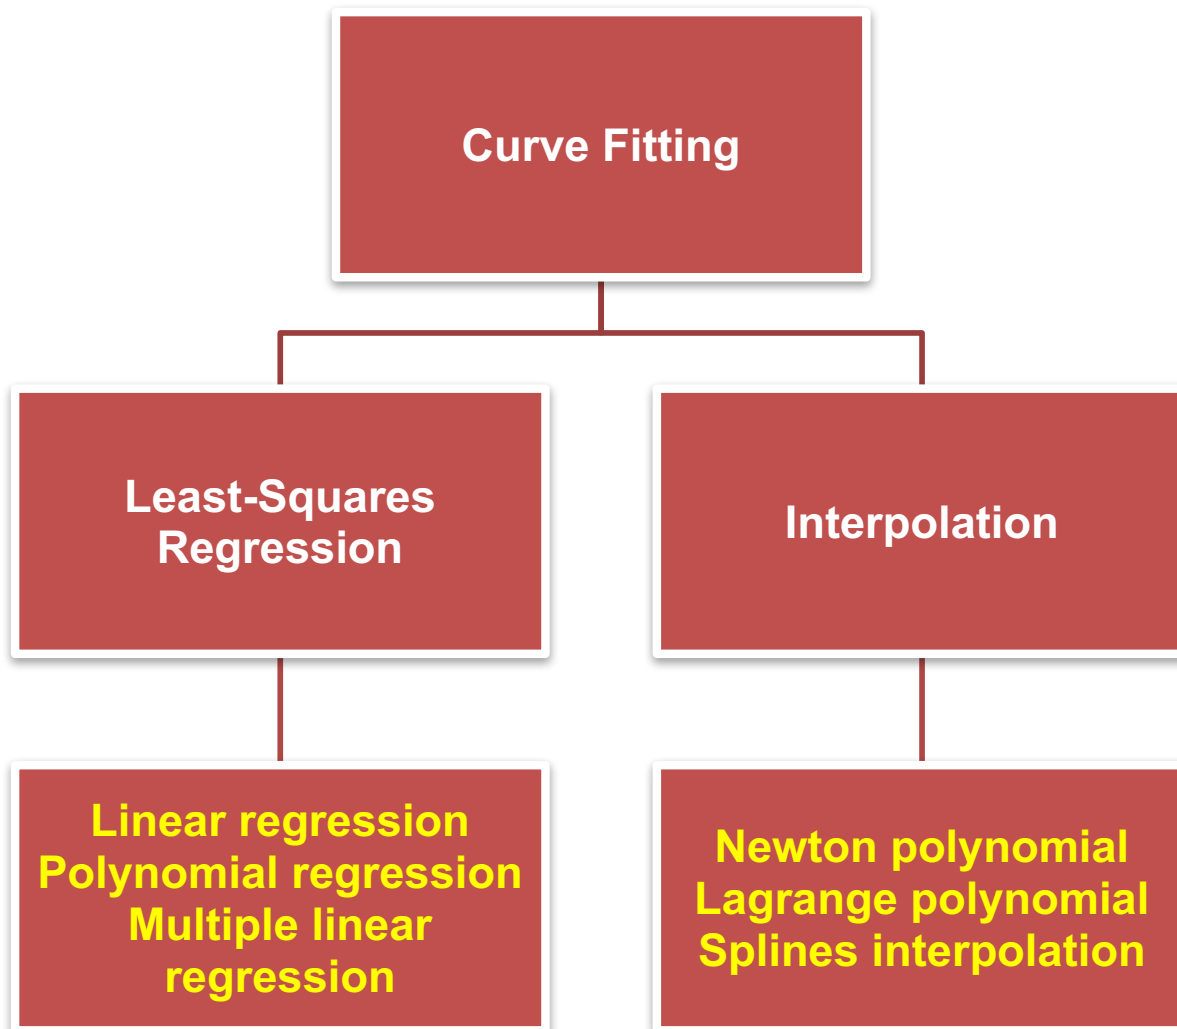 Curve Fitting
Least-Squares
Regression
Interpolation
Linear regression
Polynomial regression
Multiple linear
regression
Newton polynomial
Lagrange polynomial
Splines interpolation